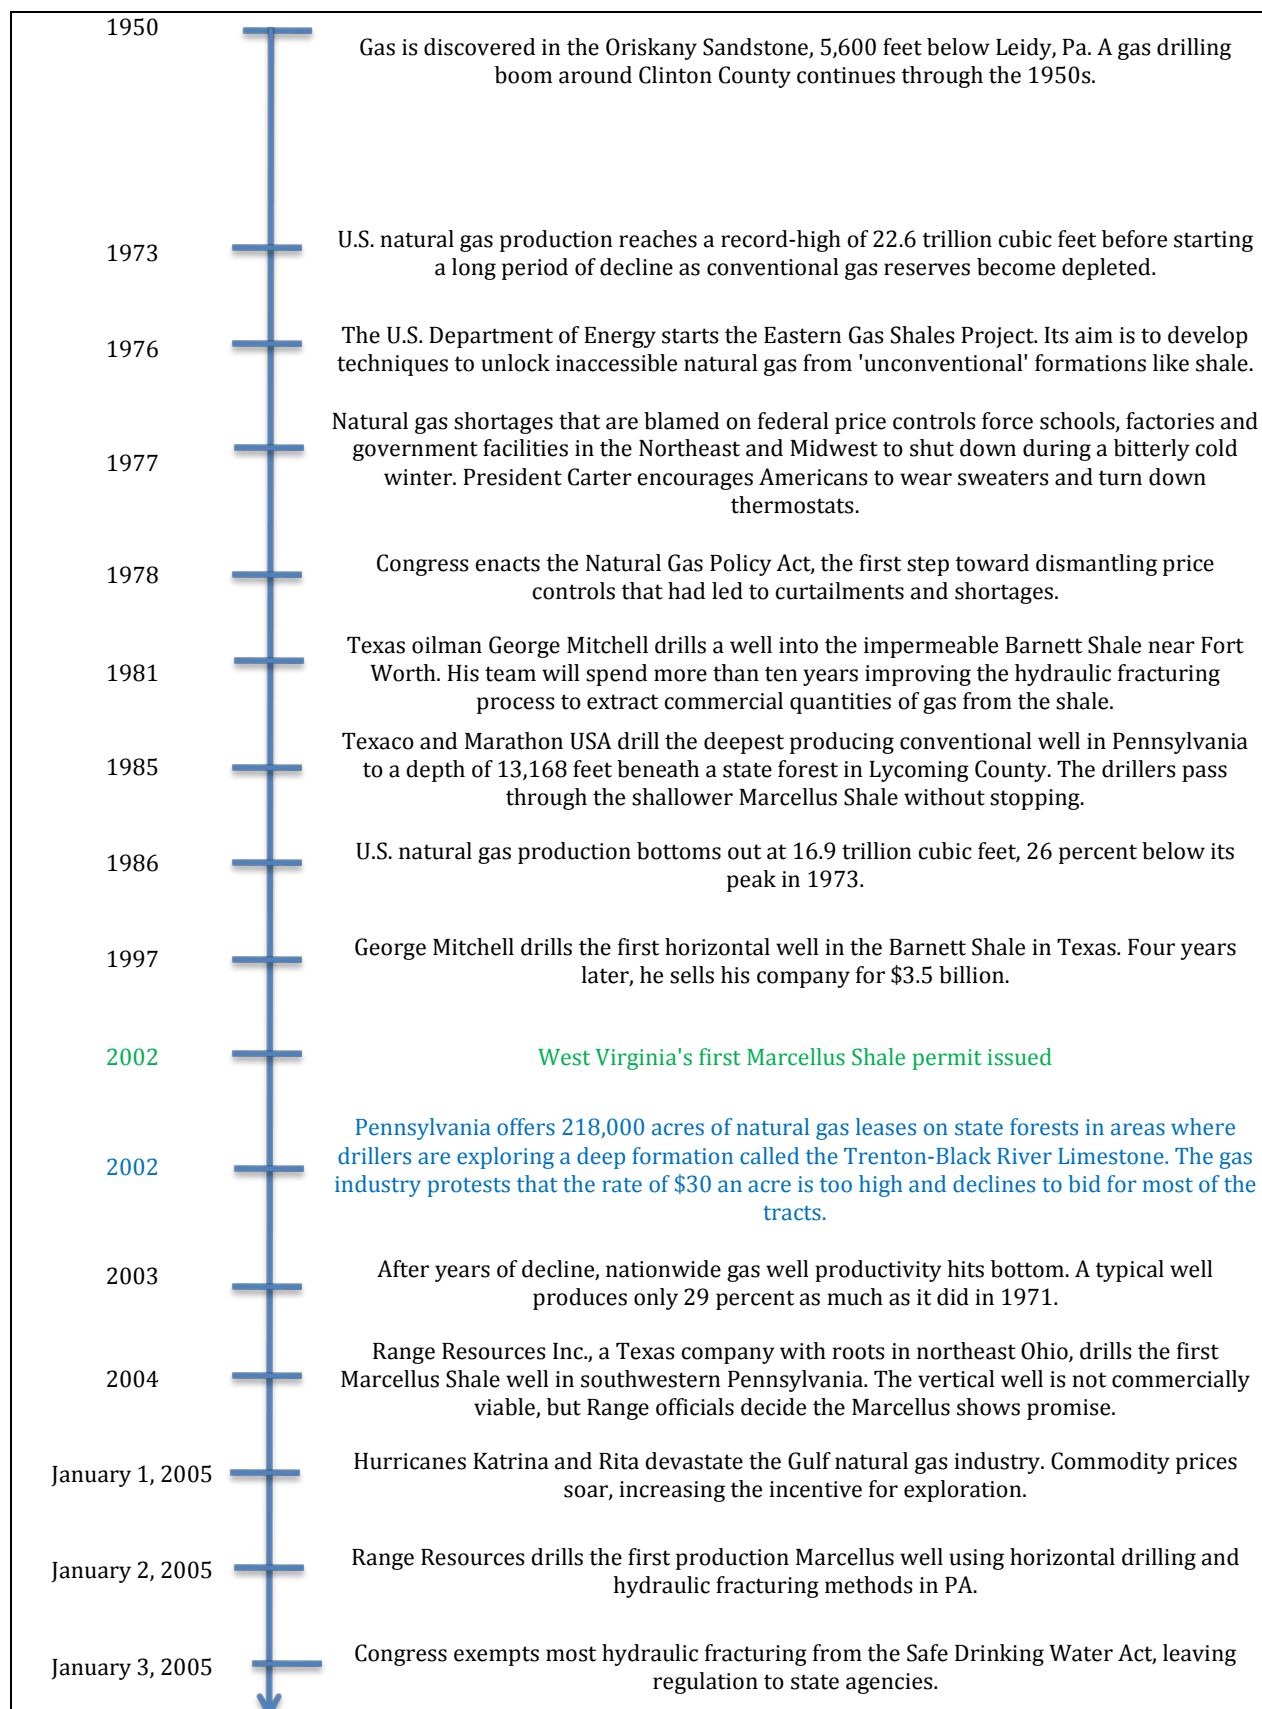 1950
Gas is discovered in the Oriskany Sandstone, 5,600 feet below Leidy, Pa. A gas drilling
boom around Clinton County continues through the 1950s.
1973
U.S. natural gas production reaches a record-high of 22.6 trillion cubic feet before starting
a long period of decline as conventional gas reserves become depleted.
1976
The U.S. Department of Energy starts the Eastern Gas Shales Project. Its aim is to develop
techniques to unlock inaccessible natural gas from 'unconventional' formations like shale.
1977
Natural gas shortages that are blamed on federal price controls force schools, factories and
government facilities in the Northeast and Midwest to shut down during a bitterly cold
winter. President Carter encourages Americans to wear sweaters and turn down
thermostats.
1978
Congress enacts the Natural Gas Policy Act, the first step toward dismantling price
controls that had led to curtailments and shortages.
1981
Texas oilman George Mitchell drills a well into the impermeable Barnett Shale near Fort
Worth. His team will spend more than ten years improving the hydraulic fracturing
process to extract commercial quantities of gas from the shale.
1985
Texaco and Marathon USA drill the deepest producing conventional well in Pennsylvania
to a depth of 13,168 feet beneath a state forest in Lycoming County. The drillers pass
through the shallower Marcellus Shale without stopping.
1986
U.S. natural gas production bottoms out at 16.9 trillion cubic feet, 26 percent below its
peak in 1973.
1997
George Mitchell drills the first horizontal well in the Barnett Shale in Texas. Four years
later, he sells his company for $3.5 billion.
2002
West Virginia's first Marcellus Shale permit issued
2002
Pennsylvania offers 218,000 acres of natural gas leases on state forests in areas where
drillers are exploring a deep formation called the Trenton-Black River Limestone. The gas
industry protests that the rate of $30 an acre is too high and declines to bid for most of the
tracts.
2003
After years of decline, nationwide gas well productivity hits bottom. A typical well
produces only 29 percent as much as it did in 1971.
2004
Range Resources Inc., a Texas company with roots in northeast Ohio, drills the first
Marcellus Shale well in southwestern Pennsylvania. The vertical well is not commercially
viable, but Range officials decide the Marcellus shows promise.
January 1, 2005
Hurricanes Katrina and Rita devastate the Gulf natural gas industry. Commodity prices
soar, increasing the incentive for exploration.
January 2, 2005
Range Resources drills the first production Marcellus well using horizontal drilling and
hydraulic fracturing methods in PA.
January 3, 2005
Congress exempts most hydraulic fracturing from the Safe Drinking Water Act, leaving
regulation to state agencies.